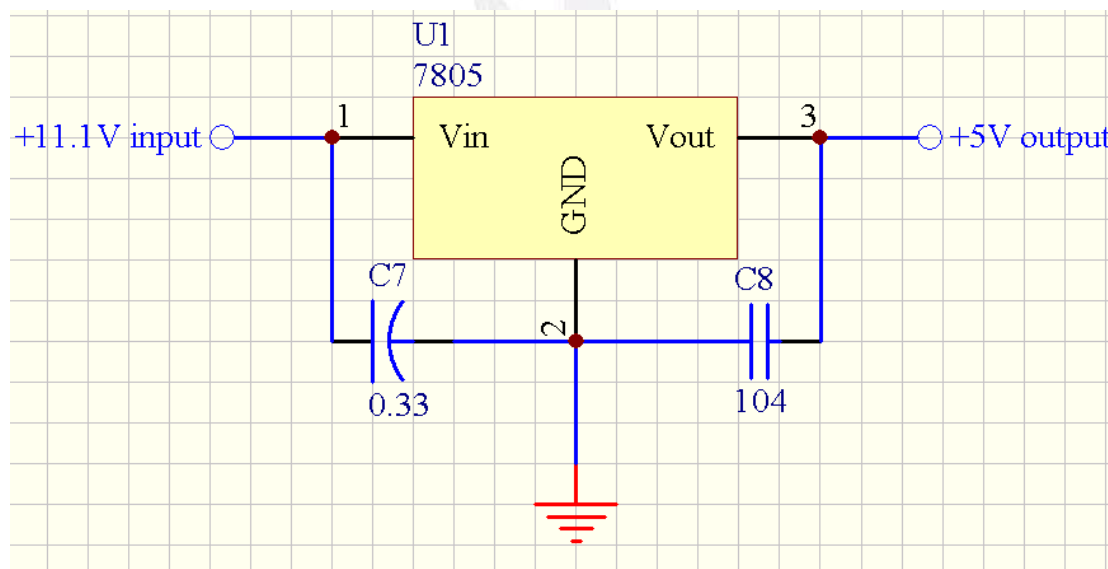 U1
7805
+11.1V input
1
Vin
Vout
3
+5V output
GND
C7
2
C8
0.33
104